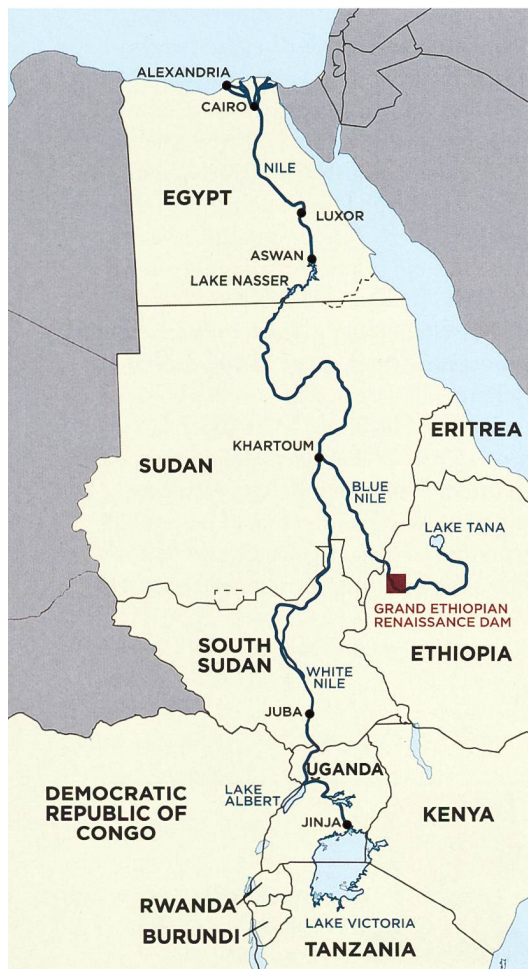 ALEXANDRIA
CAIRO
NILE
EGYPT
LUXOR
ASWAN
LAKE NASSER
ERITREA
KHARTOUM
SUDAN
BLUE
NILE
LAKE TANA
GRAND ETHIOPIAN
RENAISSANCE DAM
SOUTH
SUDAN
ETHIOPIA
WHITE
NILE
JUBA
UGANDA
LAKE
ALBERT
DEMOCRATIC
REPUBLIC OF
CONGO
KENYA
JINJA
RWANDA
LAKE VICTORIA
BURUNDI
TANZANIA